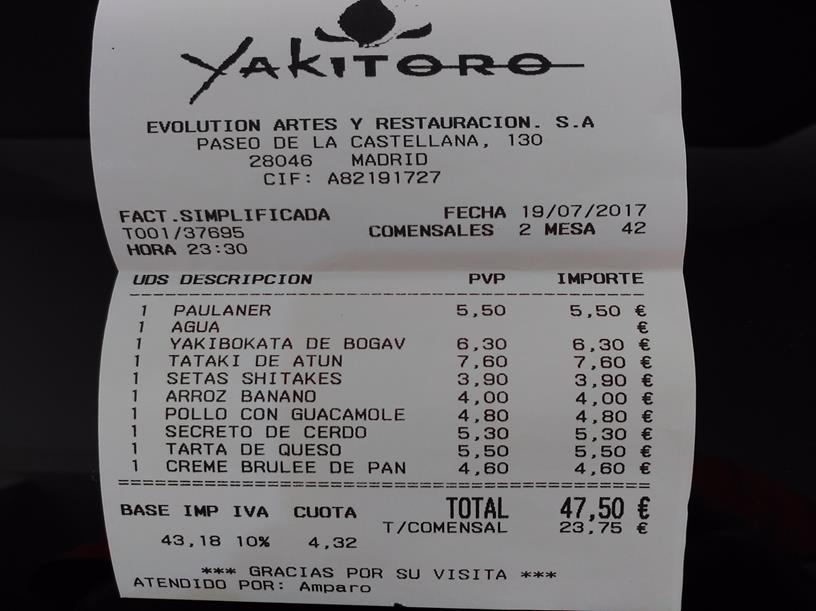 YAKITORO
EVOLUTION ARTES Y RESTAURACION. S.A
PASEO DE LA CASTELLANA, 130
28046 MADRID
CIF: A82191727
FACT.SIMPLIFICADA FECHA 19/07/2017
T001/37695 COMENSALES 2 MESA 42
HORA 23:30
UDS DESCRIPCION PVP IMPORTE
1 PAULANER 5,50 5,50 €
1 AGUA €
1 YAKIBOKATA DE BOGAV 6,30 6,30 €
1 TATAKI DE ATUN 7,60 7,60 €
1 SETAS SHITAKES 3,90 3,90 €
1 ARROZ BANANO 4,00 4,00 €
1 POLLO CON GUACAMOLE 4,80 4,80 €
1 SECRETO DE CERDO 5,30 5,30 €
1 TARTA DE QUESO 5,50 5,50 €
1 CREME BRULEE DE PAN 4,60 4,60 €
BASE IMP IVA CUOTA TOTAL 47,50 €
T/COMENSAL 23,75 €
43,18 10% 4,32
*** GRACIAS POR SU VISITA ***
ATENDIDO POR: Amparo